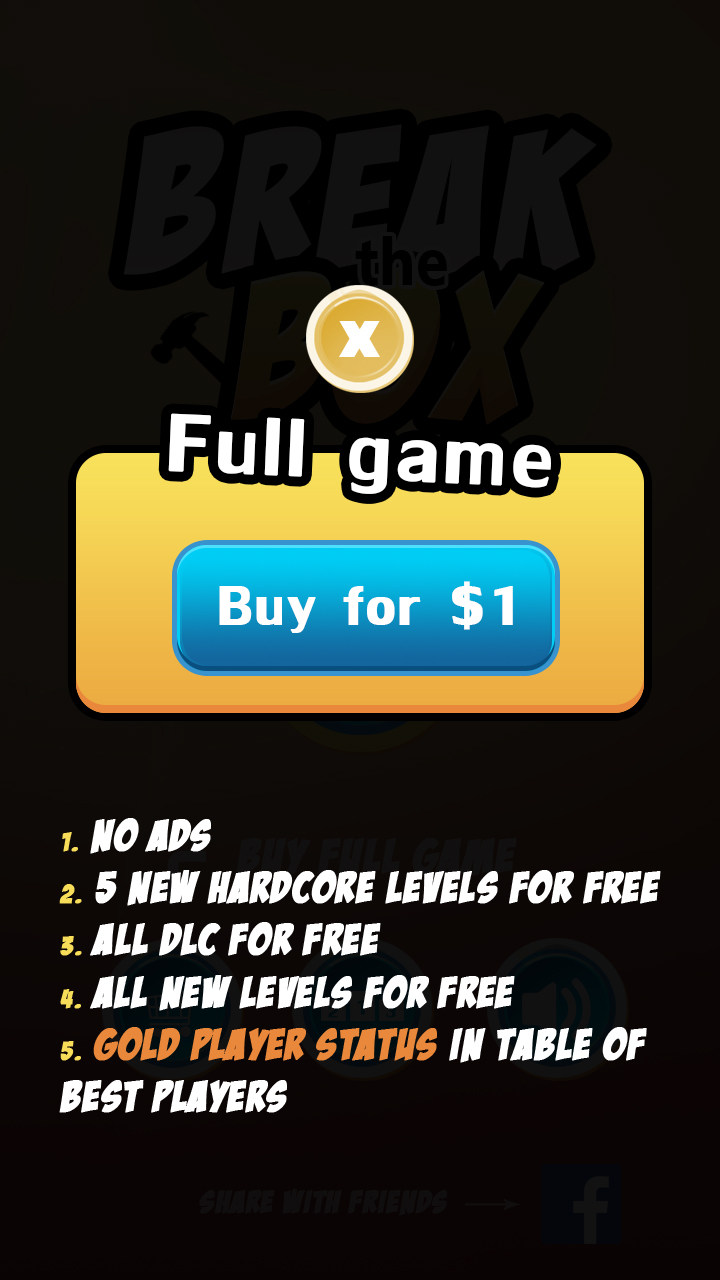 BREAK
the
BOX
X
Full game
Buy for $1
BUY FULL GAME
1. NO ADS
2. 5 NEW HARDCORE LEVELS FOR FREE
3. ALL DLC FOR FREE
4. ALL NEW LEVELS FOR FREE
5. GOLD PLAYER STATUS IN TABLE OF
BEST PLAYERS
SHARE WITH FRIENDS
f